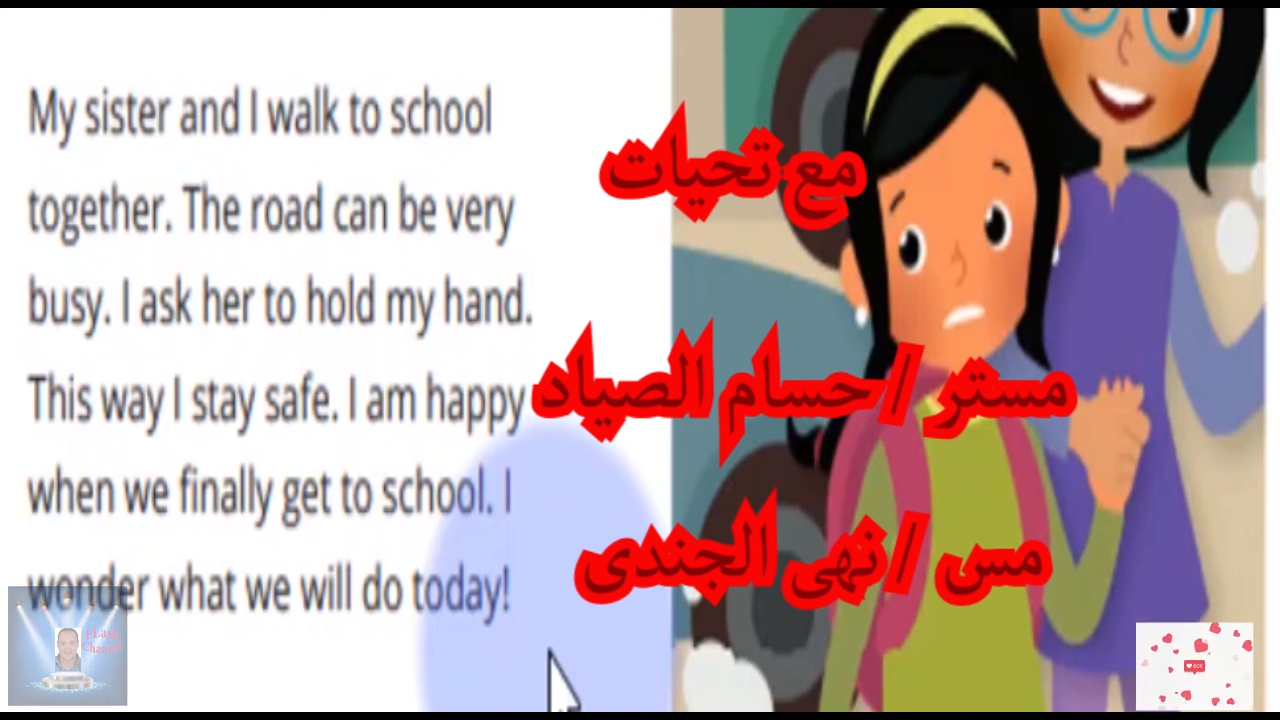 My sister and I walk to school
together. The road can be very
busy. I ask her to hold my hand.
This way I stay safe. I am happy
when we finally get to school. I
wonder what we will do today!
مع تحيات
مستر / حسام الصياد
مس / نهى الجندى